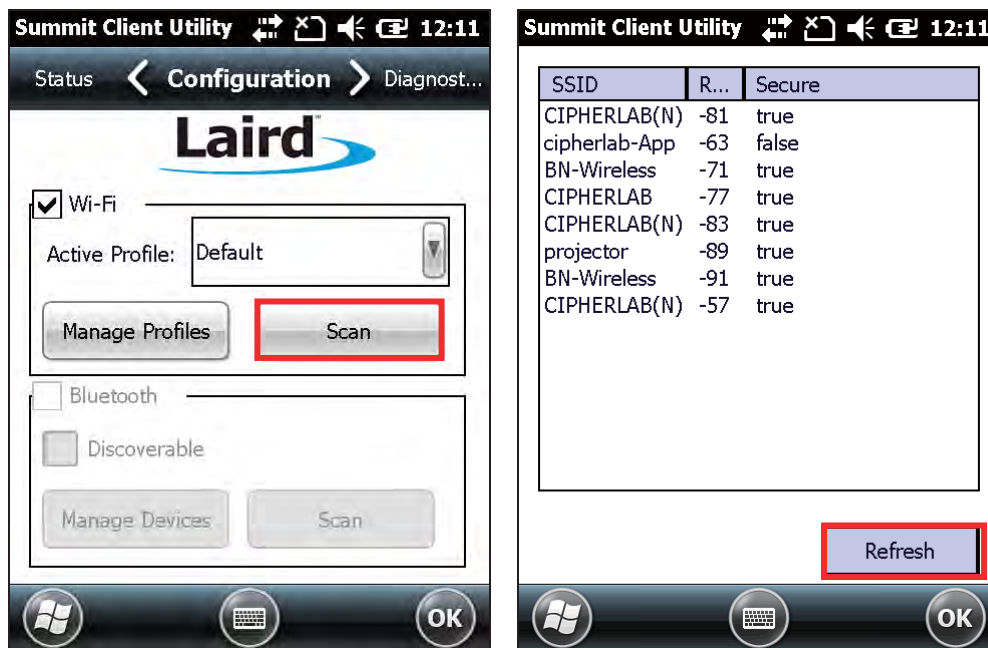 Summit Client Utility 12:11
Status Configuration Diagnost...
Laird™
Wi-Fi
Active Profile: Default
Manage Profiles Scan
Bluetooth
Discoverable
Manage Devices Scan
OK
Summit Client Utility 12:11
SSID R... Secure
CIPHERLAB(N) -81 true
cipherlab-App -63 false
BN-Wireless -71 true
CIPHERLAB -77 true
CIPHERLAB(N) -83 true
projector -89 true
BN-Wireless -91 true
CIPHERLAB(N) -57 true
Refresh
OK